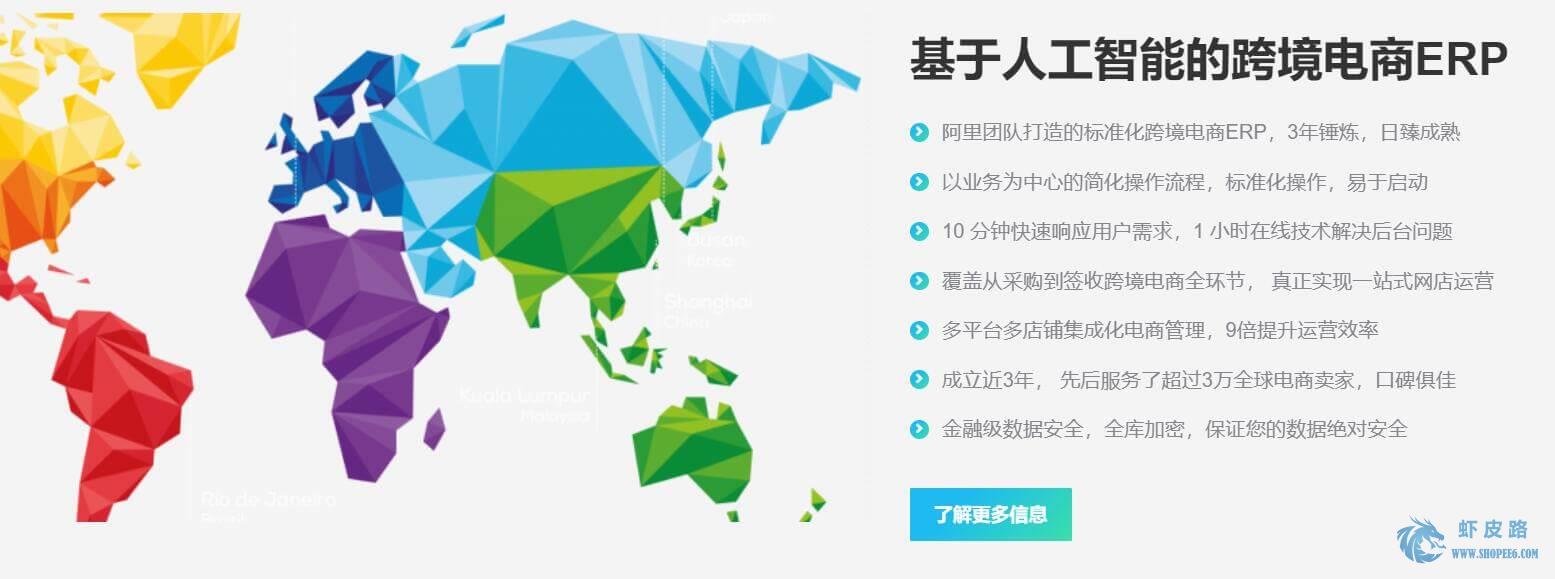 Japan
基于人工智能的跨境电商ERP
阿里团队打造的标准化跨境电商ERP，3年锤炼，日臻成熟
以业务为中心的简化操作流程，标准化操作，易于启动
10 分钟快速响应用户需求，1 小时在线技术解决后台问题
Busan
Korea
覆盖从采购到签收跨境电商全环节， 真正实现一站式网店运营
Shanghai
China
多平台多店铺集成化电商管理，9倍提升运营效率
成立近3年， 先后服务了超过3万全球电商卖家，口碑俱佳
Kuala Lumpur
Malaysia
金融级数据安全，全库加密，保证您的数据绝对安全
Rio de Janeiro
Brazil
了解更多信息
虾皮路
WWW.SHOPEE6.COM